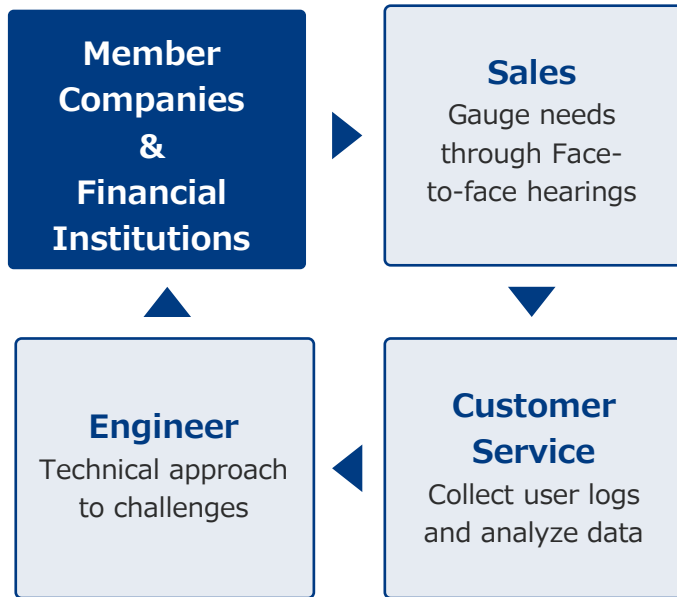 Member
Companies
&
Financial
Institutions
Sales
Gauge needs
through Face-
to-face hearings
Engineer
Technical approach
to challenges
Customer
Service
Collect user logs
and analyze data